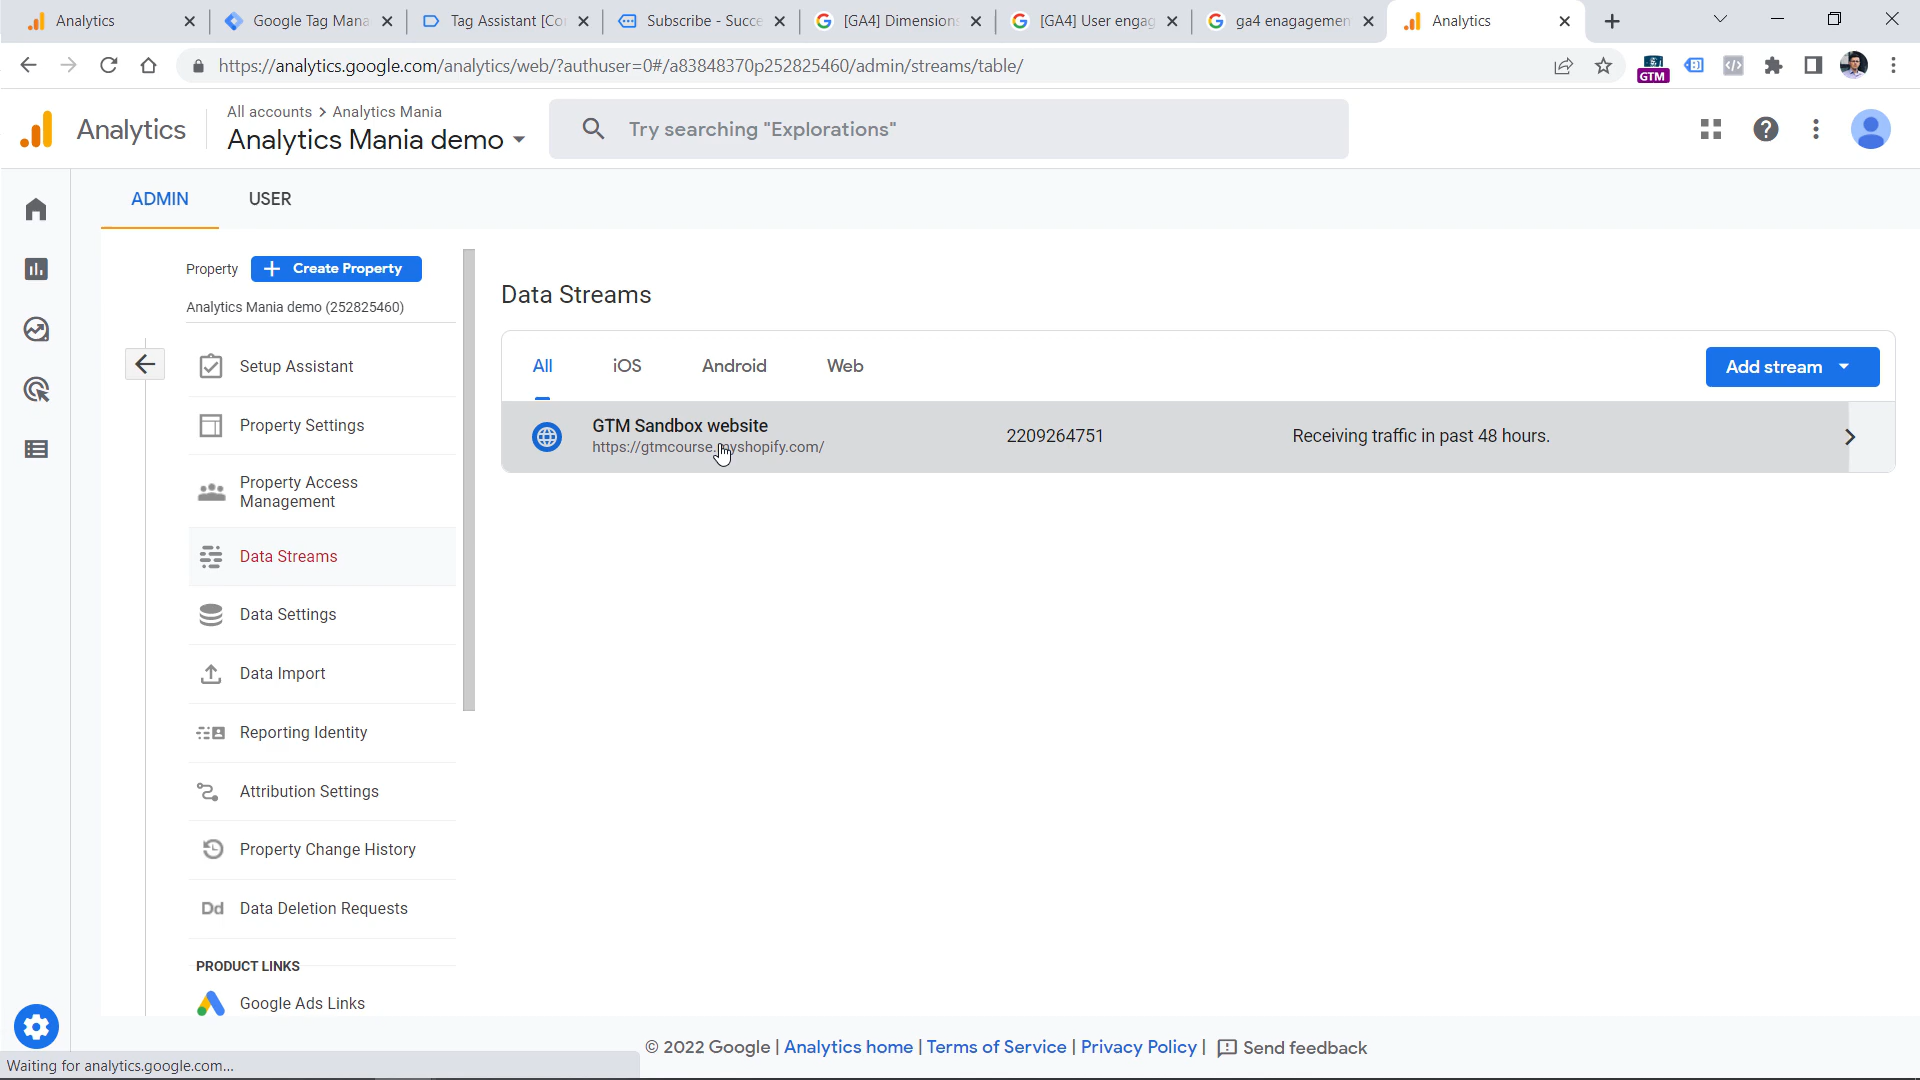 Analytics
Google Tag Mana
Tag Assistant [Co
Subscribe - Succe
[GA4] Dimension
[GA4] User engag
ga4 enagagemen
Analytics
https://analytics.google.com/analytics/web/?authuser=0#/a83848370p252825460/admin/streams/table/
GTM
Analytics
All accounts > Analytics Mania
Analytics Mania demo
Try searching "Explorations"
ADMIN
USER
Property
Create Property
Analytics Mania demo (252825460)
Setup Assistant
Property Settings
Property Access
Management
Data Streams
Data Settings
Data Import
Reporting Identity
Attribution Settings
Property Change History
Dd Data Deletion Requests
PRODUCT LINKS
Google Ads Links
Data Streams
All
iOS
Android
Web
Add stream
GTM Sandbox website
https://gtmcourse.myshopify.com/
2209264751
Receiving traffic in past 48 hours.
© 2022 Google | Analytics home | Terms of Service | Privacy Policy | Send feedback
Waiting for analytics.google.com...